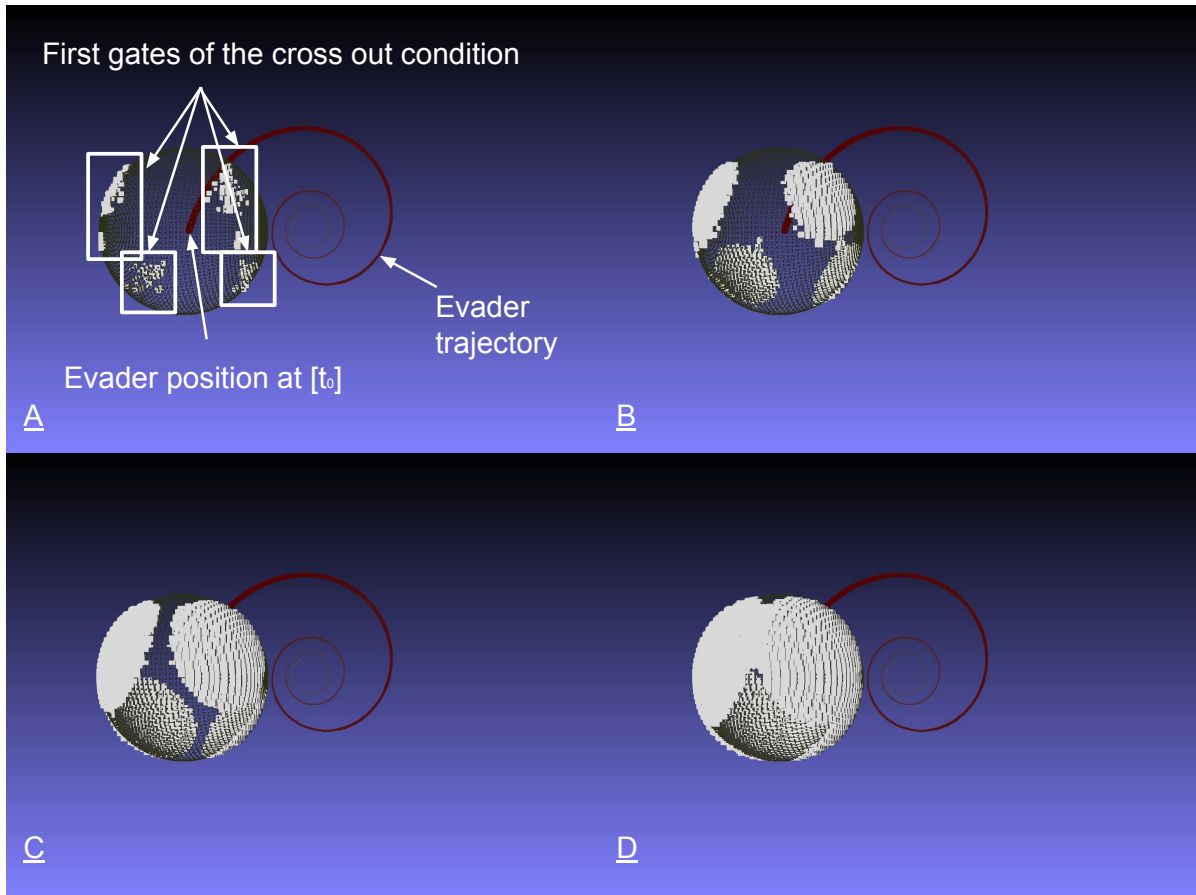 First gates of the cross out condition
Evader
trajectory
Evader position at [t₀]
A
B
C
D